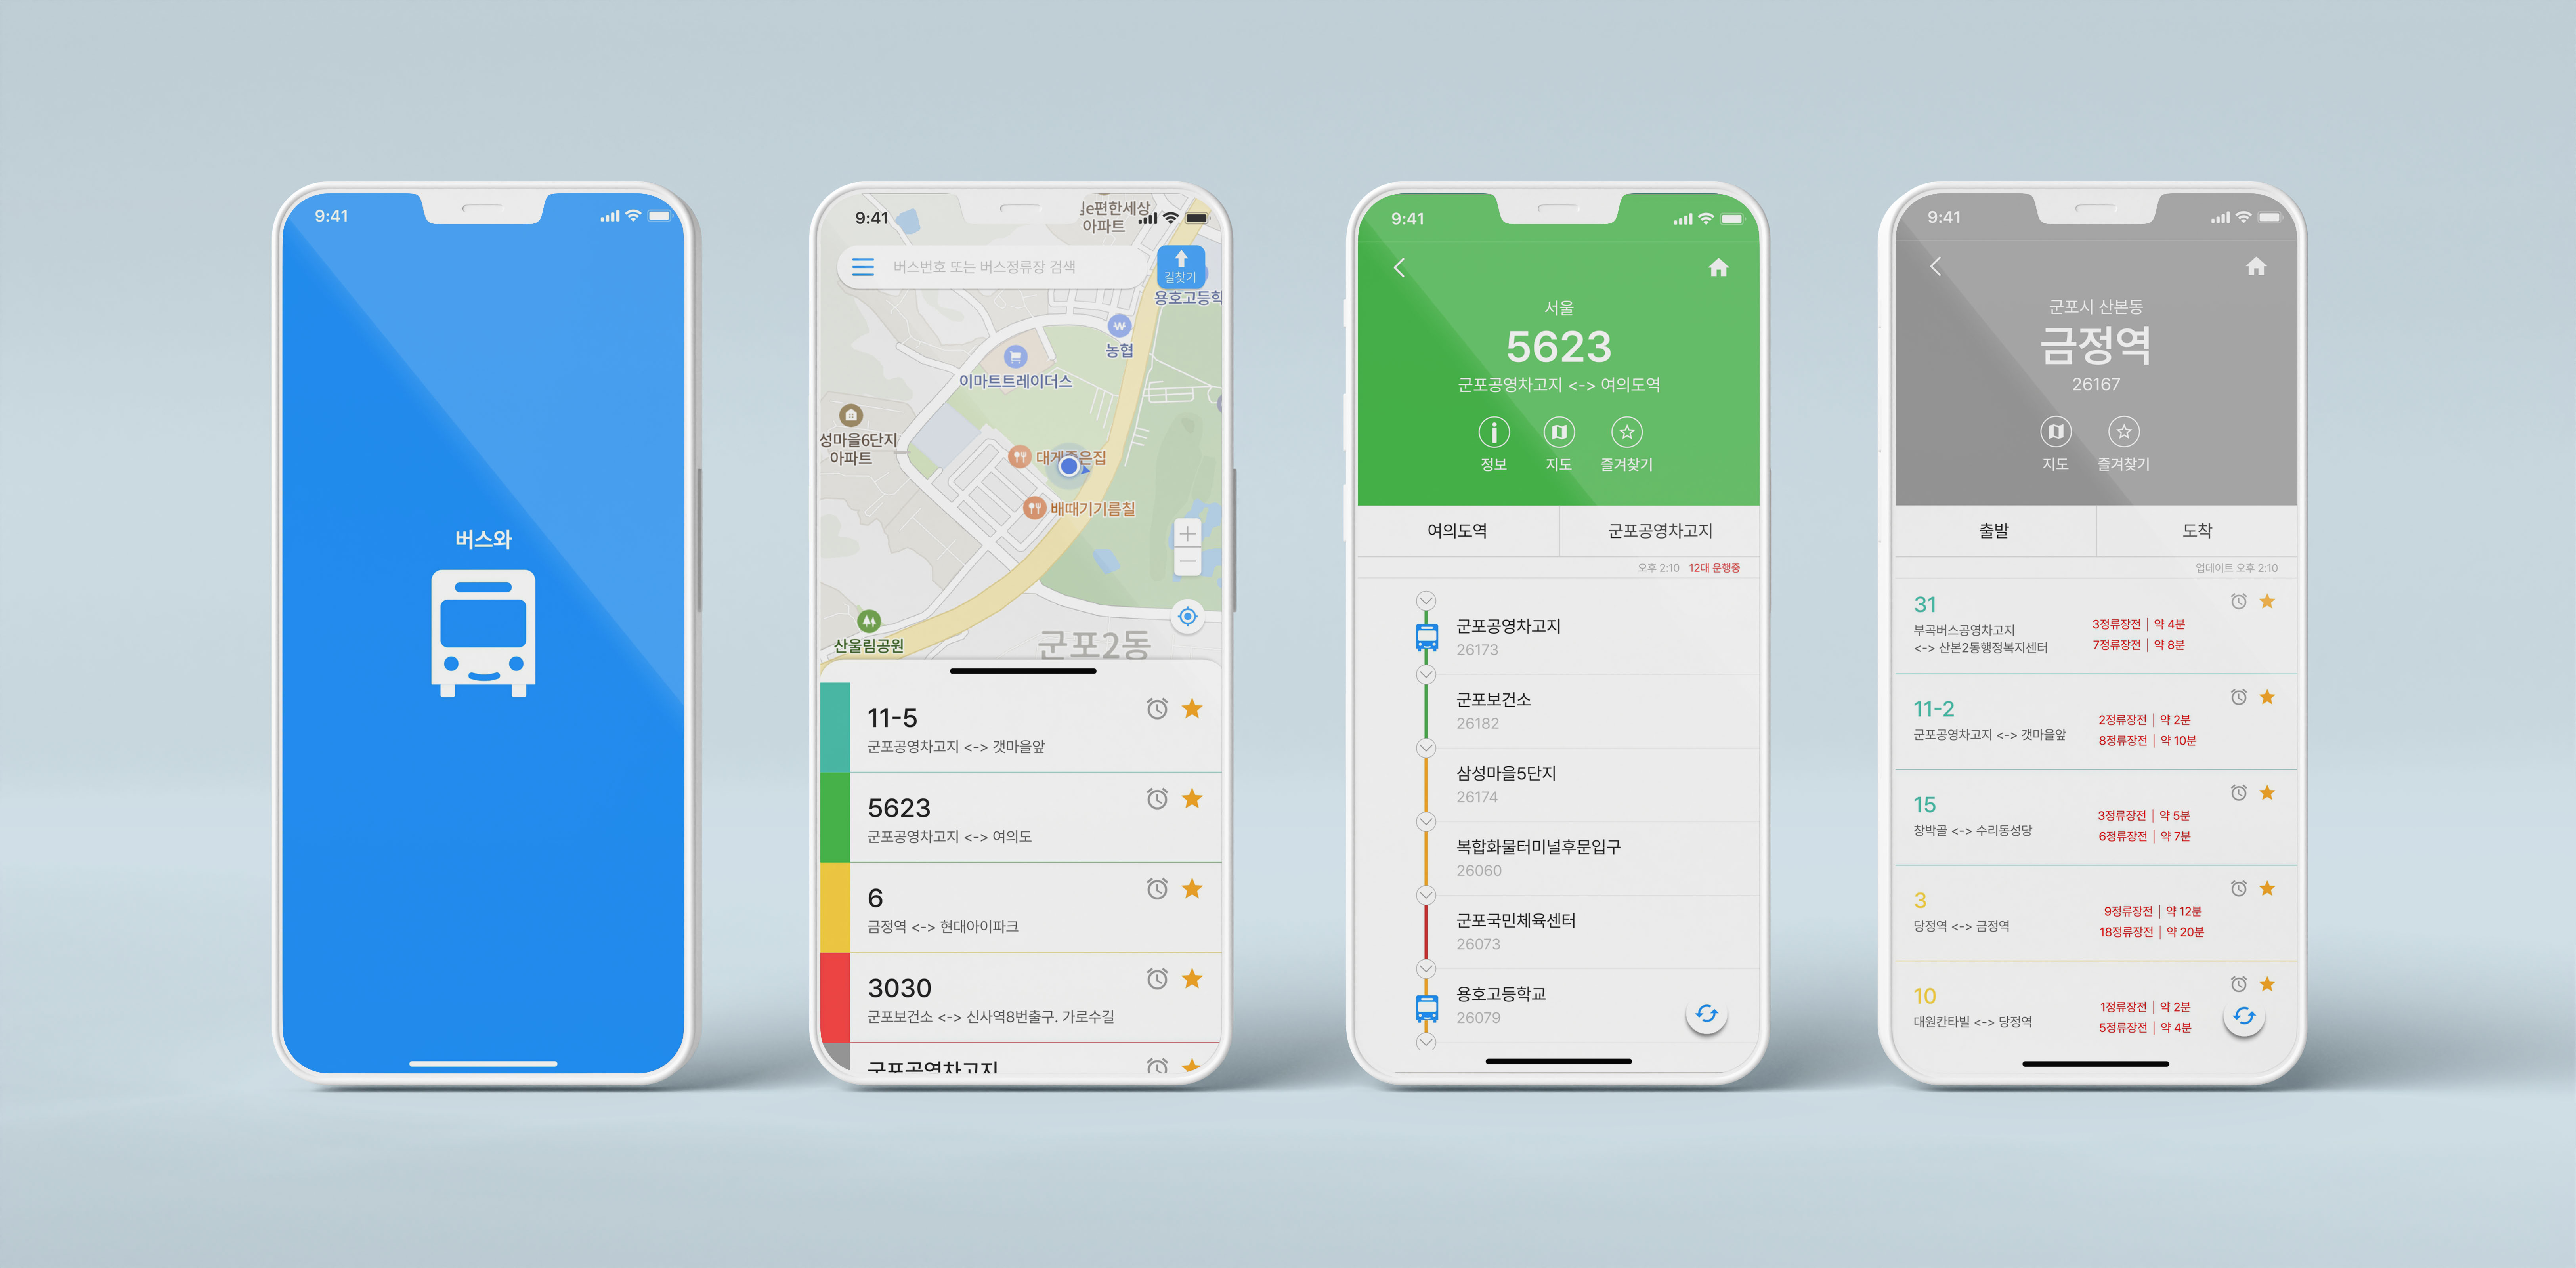 9:41
버스와
9:41
e편한세상
아파트
버스번호 또는 버스정류장 검색
길찾기
용호고등학
농협
이마트트레이더스
성마을6단지
아파트
배때기기름칠
산울림공원
군포2동
11-5
군포공영차고지 <-> 갯마을앞
5623
군포공영차고지 <-> 여의도
6
금정역 <-> 현대아이파크
3030
군포보건소 <-> 신사역8번출구. 가로수길
군포공영차고지
9:41
서울
5623
군포공영차고지 <-> 여의도역
정보 지도 즐겨찾기
여의도역 군포공영차고지
오후 2:10 12대 운행중
군포공영차고지
26173
군포보건소
26182
삼성마을5단지
26174
복합화물터미널후문입구
26060
군포국민체육센터
26073
용호고등학교
26079
9:41
군포시 산본동
금정역
26167
지도 즐겨찾기
출발 도착
업데이트 오후 2:10
31
부곡버스공영차고지
<-> 산본2동행정복지센터
3정류장전 | 약 4분
7정류장전 | 약 8분
11-2
군포공영차고지 <-> 갯마을앞
2정류장전 | 약 2분
8정류장전 | 약 10분
15
창박골 <-> 수리동성당
3정류장전 | 약 5분
6정류장전 | 약 7분
3
당정역 <-> 금정역
9정류장전 | 약 12분
18정류장전 | 약 20분
10
대원칸타빌 <-> 당정역
1정류장전 | 약 2분
5정류장전 | 약 4분